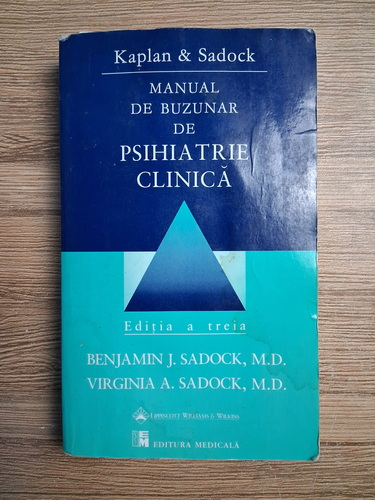 Kaplan & Sadock
MANUAL
DE BUZUNAR
DE
PSIHIATRIE
CLINICĂ
Ediția a treia
BENJAMIN J. SADOCK, M.D.
VIRGINIA A. SADOCK, M.D.
LIPPINCOTT WILLIAMS & WILKINS
EDITURA MEDICALĂ